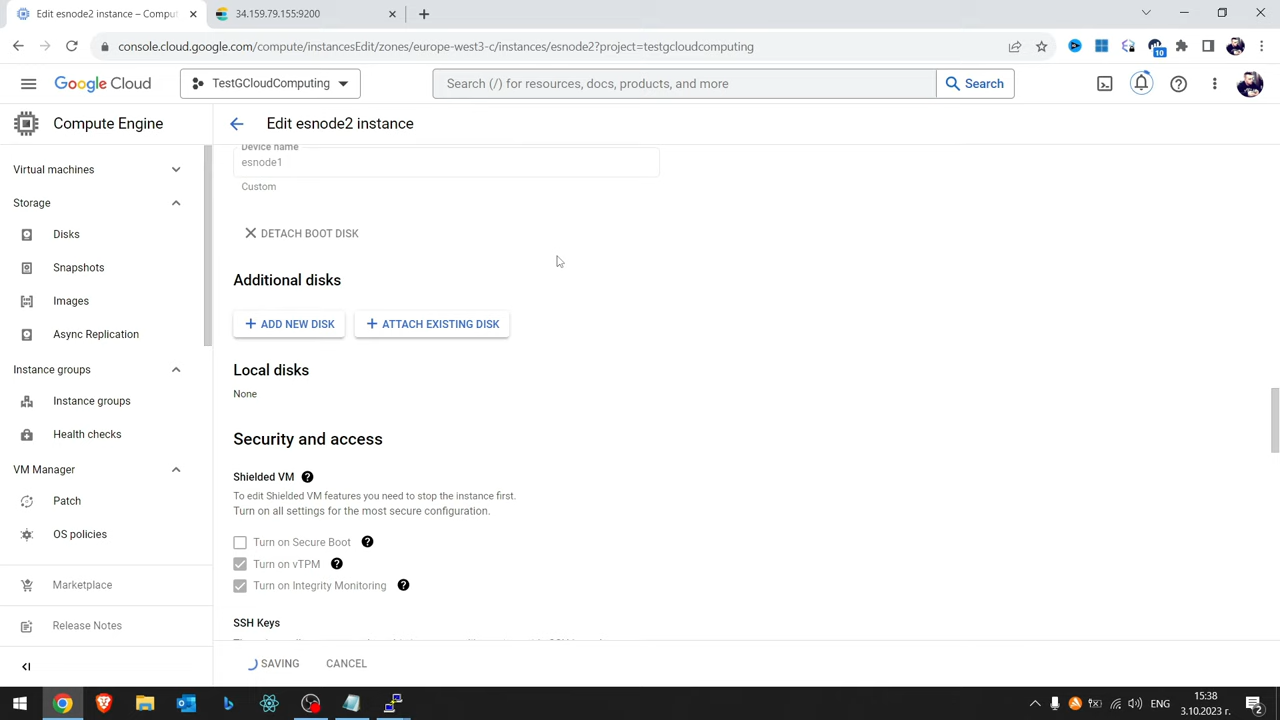 Edit esnode2 instance – Compu
34.159.79.155:9200
console.cloud.google.com/compute/instancesEdit/zones/europe-west3-c/instances/esnode2?project=testgcloudcomputing
10
Google Cloud
TestGCloudComputing
Search (/) for resources, docs, products, and more
Search
Compute Engine
Edit esnode2 instance
Virtual machines
Storage
Disks
Snapshots
Images
Async Replication
Instance groups
Instance groups
Health checks
VM Manager
Patch
OS policies
Marketplace
Release Notes
Device name
esnode1
Custom
DETACH BOOT DISK
Additional disks
ADD NEW DISK
ATTACH EXISTING DISK
Local disks
None
Security and access
Shielded VM
To edit Shielded VM features you need to stop the instance first.
Turn on all settings for the most secure configuration.
Turn on Secure Boot
Turn on vTPM
Turn on Integrity Monitoring
SSH Keys
SAVING
CANCEL
ENG
15:38
3.10.2023 г.
2